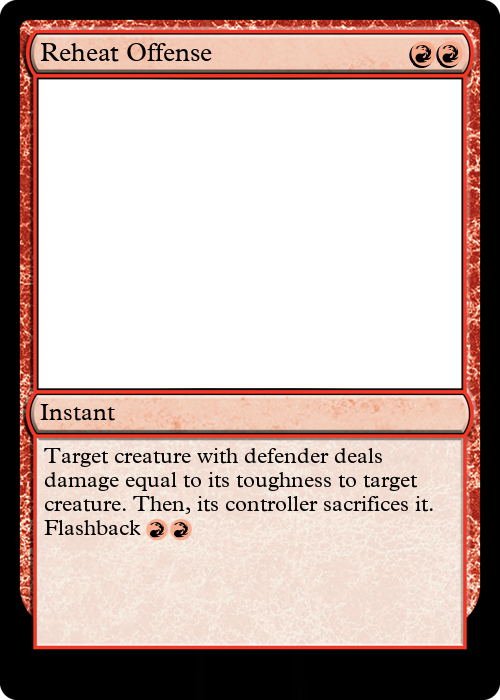 Reheat Offense
Instant
Target creature with defender deals
damage equal to its toughness to target
creature. Then, its controller sacrifices it.
Flashback